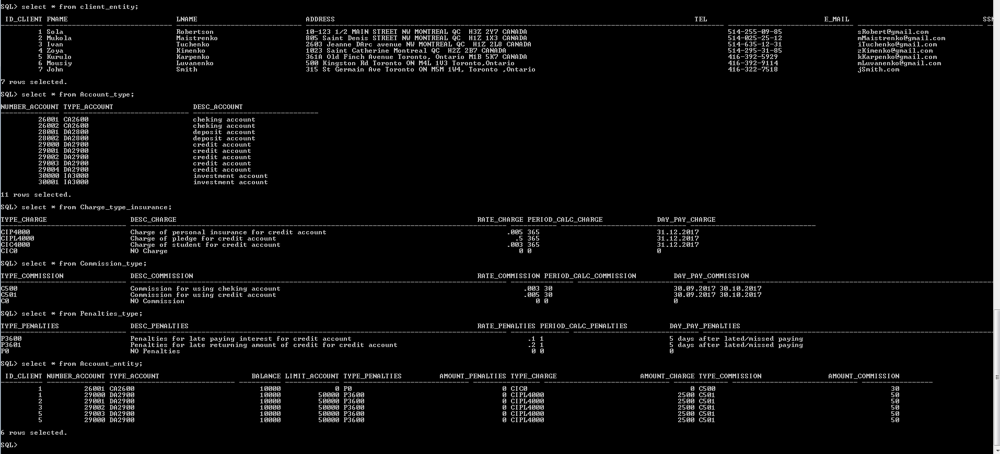 SQL> select * from client_entity;
ID_CLIENT FNAME LNAME ADDRESS TEL E_MAIL SSN
1 Sola Robertson 10-123 1/2 MAIN STREET NW MONTREAL QC H3Z 2Y7 CANADA 514-255-09-85 sRobert@gmail.com
2 Mukola Maistrenko 805 Saint Denis STREET NW MONTREAL QC H1Z 1X3 CANADA 514-025-25-12 mMaistrenko@gmail.com
3 Ivan Tuchenko 2603 Jeanne DArc avenue NW MONTREAL QC H1Z 2L8 CANADA 514-635-12-31 iTuchenko@gmail.com
4 Zoya Kimenko 1023 Saint Catherine Montreal QC H2Z 2B7 CANADA 514-295-31-85 zKimenko@gmail.com
5 Kurulo Karpenko 361A Old Finch Avenue Toronto, Ontario M1B 5K7 CANADA 416-392-5929 kKarpenko@gmail.com
6 Mousiy Luvanenko 500 Kingston Rd Toronto ON M4L 1V3 Toronto,Ontario 416-392-9114 mLuvanenko@gmail.com
7 John Smith 315 St Germain Ave Toronto ON M5M 1W4, Toronto ,Ontario 416-322-7518 jSmith.com
7 rows selected.
SQL> select * from Account_type;
NUMBER_ACCOUNT TYPE_ACCOUNT DESC_ACCOUNT
26001 CA2600 cheking account
26002 CA2600 cheking account
28001 DA2800 deposit account
28002 DA2800 deposit account
29000 DA2900 credit account
29001 DA2900 credit account
29002 DA2900 credit account
29003 DA2900 credit account
29004 DA2900 credit account
30000 IA3000 investment account
30001 IA3000 investment account
11 rows selected.
SQL> select * from Charge_type_insurance;
TYPE_CHARGE DESC_CHARGE RATE_CHARGE PERIOD_CALC_CHARGE DAY_PAY_CHARGE
CIP4000 Charge of personal insurance for credit account .005 365 31.12.2017
CIPL4000 Charge of pledge for credit account .5 365 31.12.2017
CIC4000 Charge of student for credit account .003 365 31.12.2017
CIC0 NO Charge 0 0 0
SQL> select * from Commission_type;
TYPE_COMMISSION DESC_COMMISSION RATE_COMMISSION PERIOD_CALC_COMMISSION DAY_PAY_COMMISSION
C500 Commission for using cheking account .003 30 30.09.2017 30.10.2017
C501 Commission for using credit account .005 30 30.09.2017 30.10.2017
C0 NO Commission 0 0 0
SQL> select * from Penalties_type;
TYPE_PENALTIES DESC_PENALTIES RATE_PENALTIES PERIOD_CALC_PENALTIES DAY_PAY_PENALTIES
P3600 Penalties for late paying interest for credit account .1 1 5 days after lated/missed paying
P3601 Penalties for late returning amount of credit for credit account .2 1 5 days after lated/missed paying
P0 NO Penalties 0 0 0
SQL> select * from Account_entity;
ID_CLIENT NUMBER_ACCOUNT TYPE_ACCOUNT BALANCE LIMIT_ACCOUNT TYPE_PENALTIES AMOUNT_PENALTIES TYPE_CHARGE AMOUNT_CHARGE TYPE_COMMISSION AMOUNT_COMMISSION
1 26001 CA2600 10000 0 P0 0 CIC0 0 C500 30
1 29000 DA2900 10000 50000 P3600 0 CIPL4000 2500 C501 50
2 29001 DA2900 10000 50000 P3600 0 CIPL4000 2500 C501 50
3 29002 DA2900 10000 50000 P3600 0 CIPL4000 2500 C501 50
5 29003 DA2900 10000 50000 P3600 0 CIPL4000 2500 C501 50
5 29000 DA2900 10000 50000 P3600 0 CIPL4000 2500 C501 50
6 rows selected.
SQL>